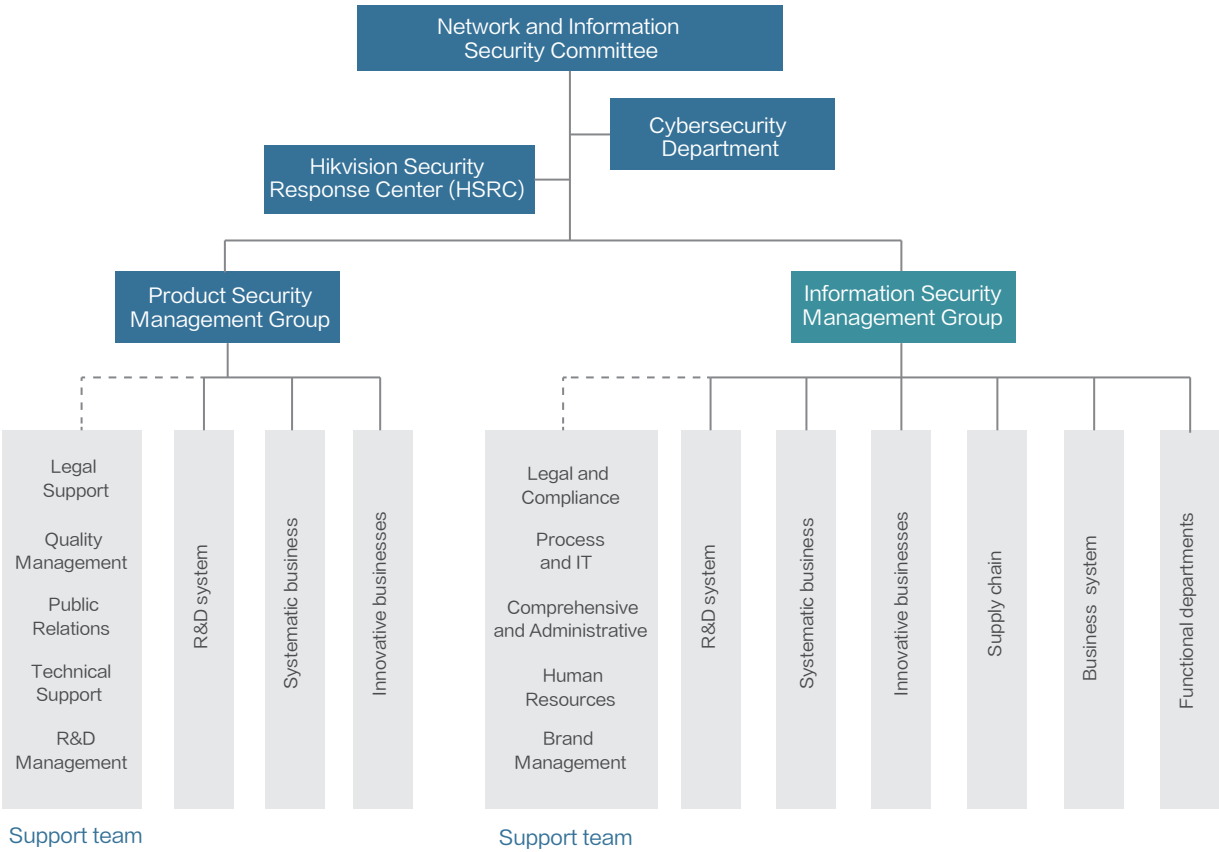 Network and Information
Security Committee
Cybersecurity
Department
Hikvision Security
Response Center (HSRC)
Product Security
Management Group
Information Security
Management Group
Legal
Support
Quality
Management
Public
Relations
Technical
Support
R&D
Management
R&D system
Systematic business
Innovative businesses
Legal and
Compliance
Process
and IT
Comprehensive
and Administrative
Human
Resources
Brand
Management
R&D system
Systematic business
Innovative businesses
Supply chain
Business system
Functional departments
Support team
Support team